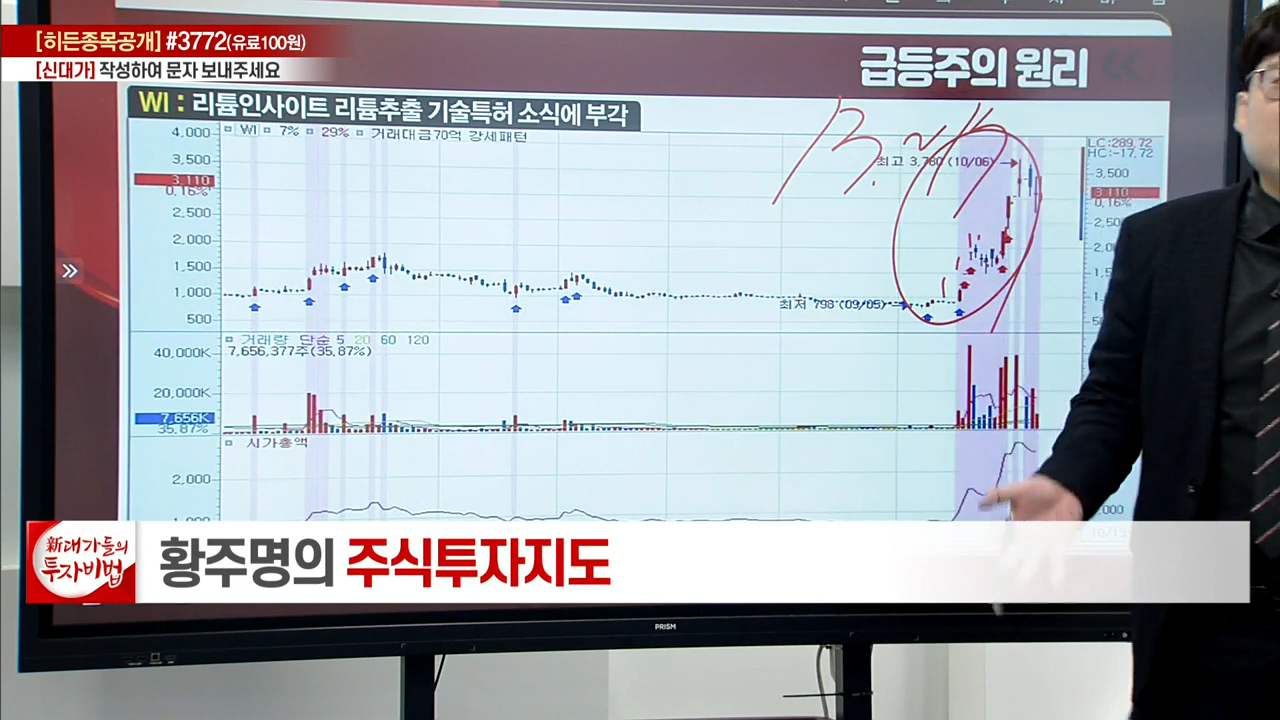 [히든종목공개] #3772(유료100원)
[신대가] 작성하여 문자 보내주세요
급등주의 원리
WI : 리튬인사이트 리튬추출 기술특허 소식에 부각
WI 7% 29% 거래대금70억 강세패턴
4,000
3,500
3,110
0.16%
2,500
2,000
1,500
1,000
500
최고 3,780 (10/06)
최저 798 (09/05)
LC:289.72
HC:-17.72
3,500
3,110
0.16%
거래량 단순 5 20 60 120
7,656,377주(35.87%)
40,000K
20,000K
7,656K
35.87%
시가총액
2,000
新대가들의
투자비법
황주명의 주식투자지도
PRISM